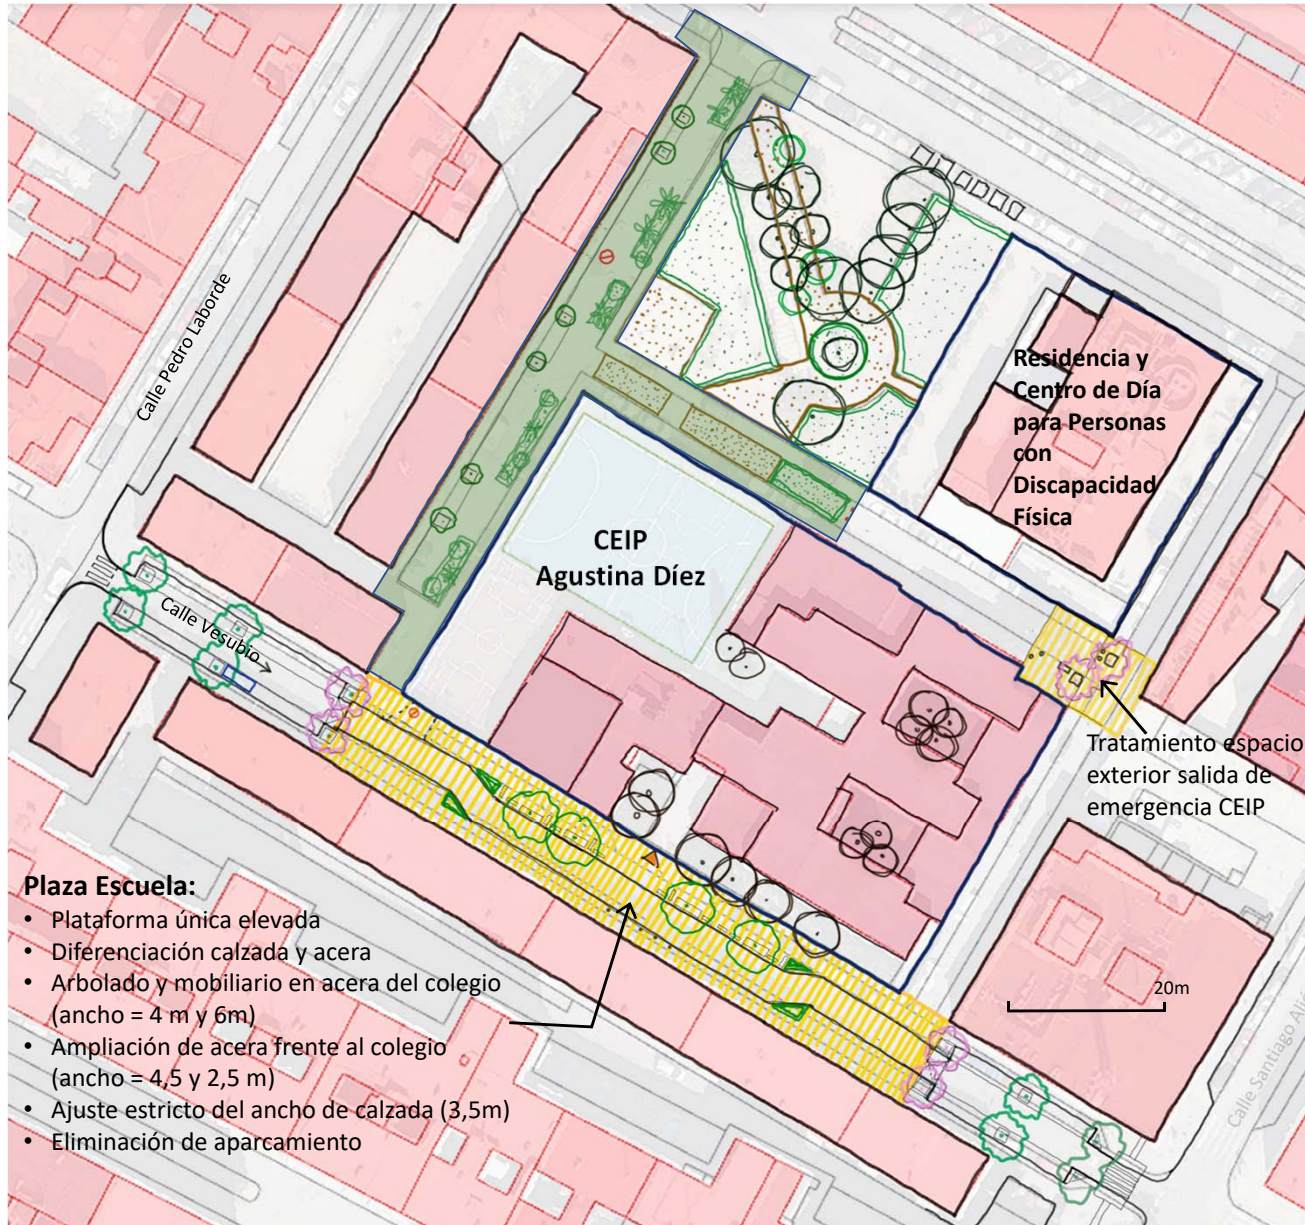 Calle Pedro Laborde
Residencia y
Centro de Día
para Personas
con
Discapacidad
Física
CEIP
Agustina Díez
Calle Vesubio
Tratamiento espacio
exterior salida de
emergencia CEIP
Plaza Escuela:
• Plataforma única elevada
• Diferenciación calzada y acera
• Arbolado y mobiliario en acera del colegio
(ancho = 4 m y 6m)
• Ampliación de acera frente al colegio
(ancho = 4,5 y 2,5 m)
• Ajuste estricto del ancho de calzada (3,5m)
• Eliminación de aparcamiento
20m
Calle Santiago